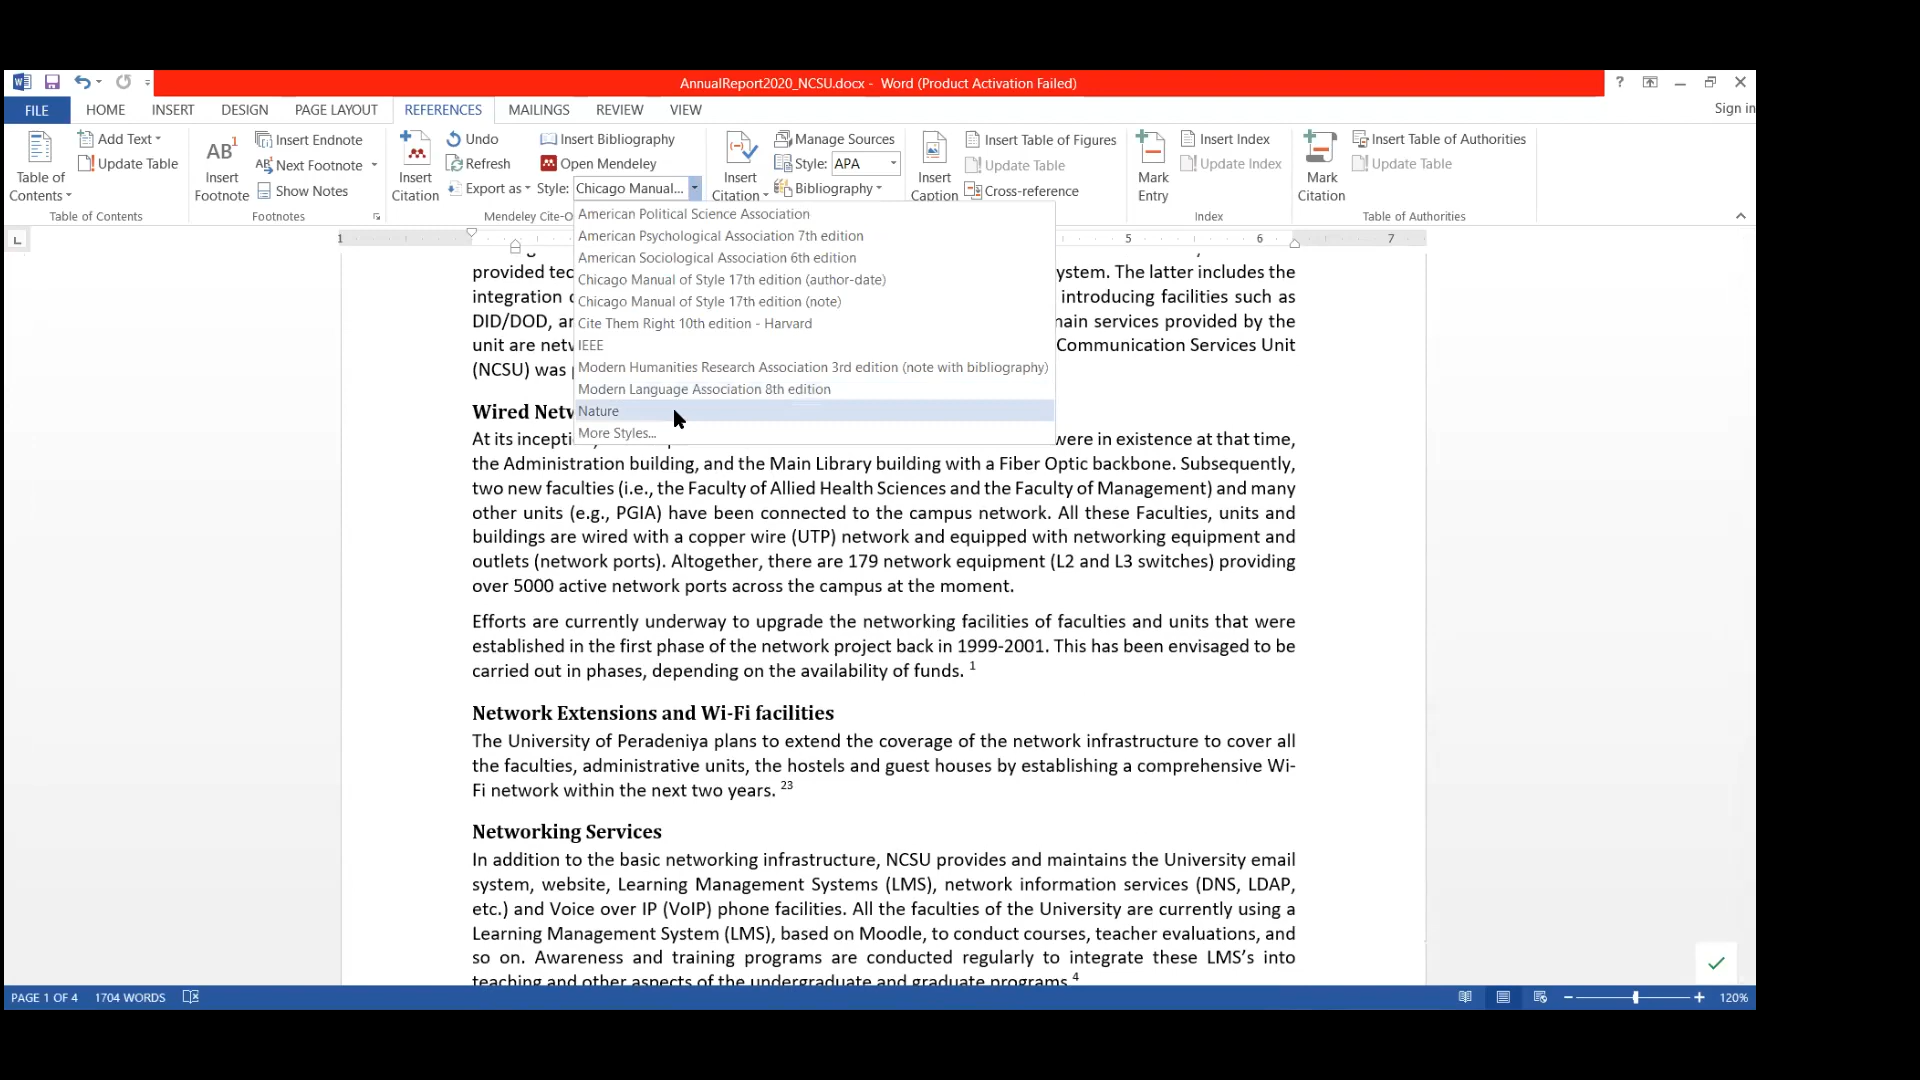 AnnualReport2020_NCSU.docx - Word (Product Activation Failed)
?
FILE HOME INSERT DESIGN PAGE LAYOUT REFERENCES MAILINGS REVIEW VIEW
Sign in
Table of Contents
Add Text
Update Table
Table of Contents
AB¹
Insert Footnote
Insert Endnote
Next Footnote
Show Notes
Footnotes
Insert Citation
Undo
Refresh
Export as
Insert Bibliography
Open Mendeley
Style: Chicago Manual...
Mendeley Cite-O
Insert Citation
Manage Sources
Style: APA
Bibliography
Insert Caption
Insert Table of Figures
Update Table
Cross-reference
Mark Entry
Insert Index
Update Index
Index
Mark Citation
Insert Table of Authorities
Update Table
Table of Authorities
American Political Science Association
American Psychological Association 7th edition
American Sociological Association 6th edition
Chicago Manual of Style 17th edition (author-date)
Chicago Manual of Style 17th edition (note)
Cite Them Right 10th edition - Harvard
IEEE
Modern Humanities Research Association 3rd edition (note with bibliography)
Modern Language Association 8th edition
Nature
More Styles...
1 5 6 7
provided tec ystem. The latter includes the
integration introducing facilities such as
DID/DOD, an ain services provided by the
unit are netw Communication Services Unit
(NCSU) was
Wired Netw
At its incepti were in existence at that time,
the Administration building, and the Main Library building with a Fiber Optic backbone. Subsequently,
two new faculties (i.e., the Faculty of Allied Health Sciences and the Faculty of Management) and many
other units (e.g., PGIA) have been connected to the campus network. All these Faculties, units and
buildings are wired with a copper wire (UTP) network and equipped with networking equipment and
outlets (network ports). Altogether, there are 179 network equipment (L2 and L3 switches) providing
over 5000 active network ports across the campus at the moment.
Efforts are currently underway to upgrade the networking facilities of faculties and units that were
established in the first phase of the network project back in 1999-2001. This has been envisaged to be
carried out in phases, depending on the availability of funds. ¹
Network Extensions and Wi-Fi facilities
The University of Peradeniya plans to extend the coverage of the network infrastructure to cover all
the faculties, administrative units, the hostels and guest houses by establishing a comprehensive Wi-
Fi network within the next two years. ²³
Networking Services
In addition to the basic networking infrastructure, NCSU provides and maintains the University email
system, website, Learning Management Systems (LMS), network information services (DNS, LDAP,
etc.) and Voice over IP (VoIP) phone facilities. All the faculties of the University are currently using a
Learning Management System (LMS), based on Moodle, to conduct courses, teacher evaluations, and
so on. Awareness and training programs are conducted regularly to integrate these LMS's into
teaching and other aspects of the undergraduate and graduate programs.⁴
PAGE 1 OF 4 1704 WORDS 120%